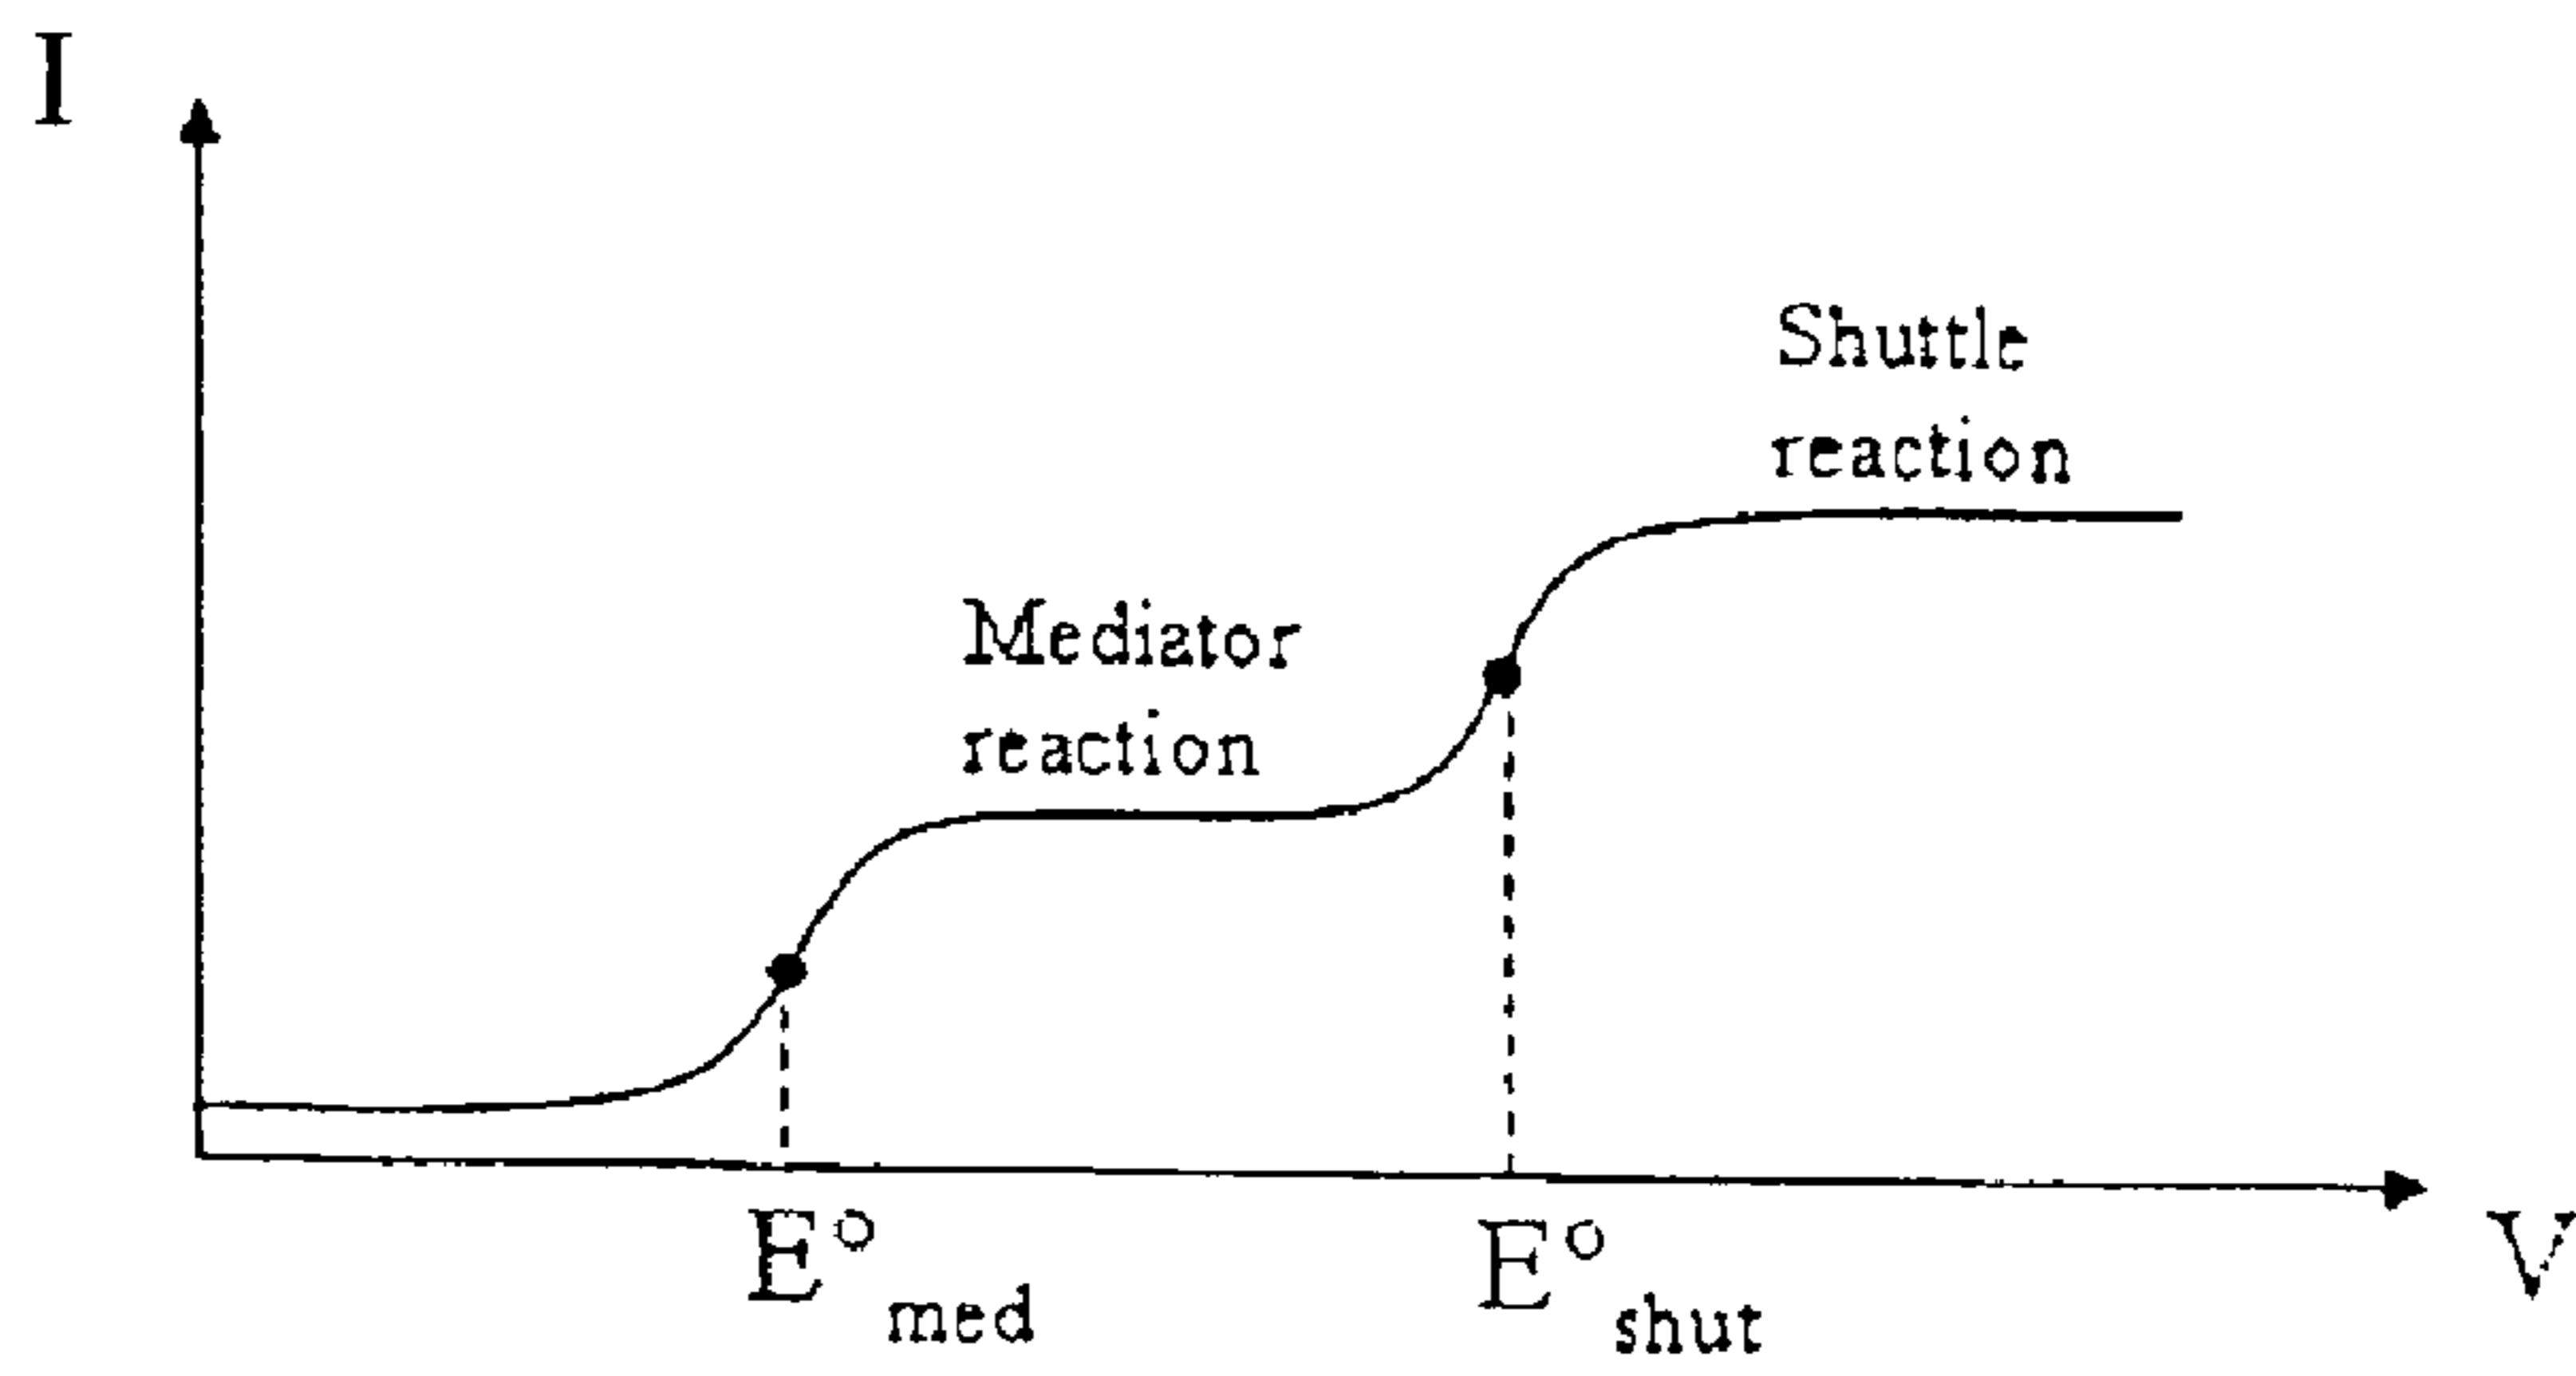 I
Shuttle
reaction
Mediator
reaction
E° med
E° shut
V